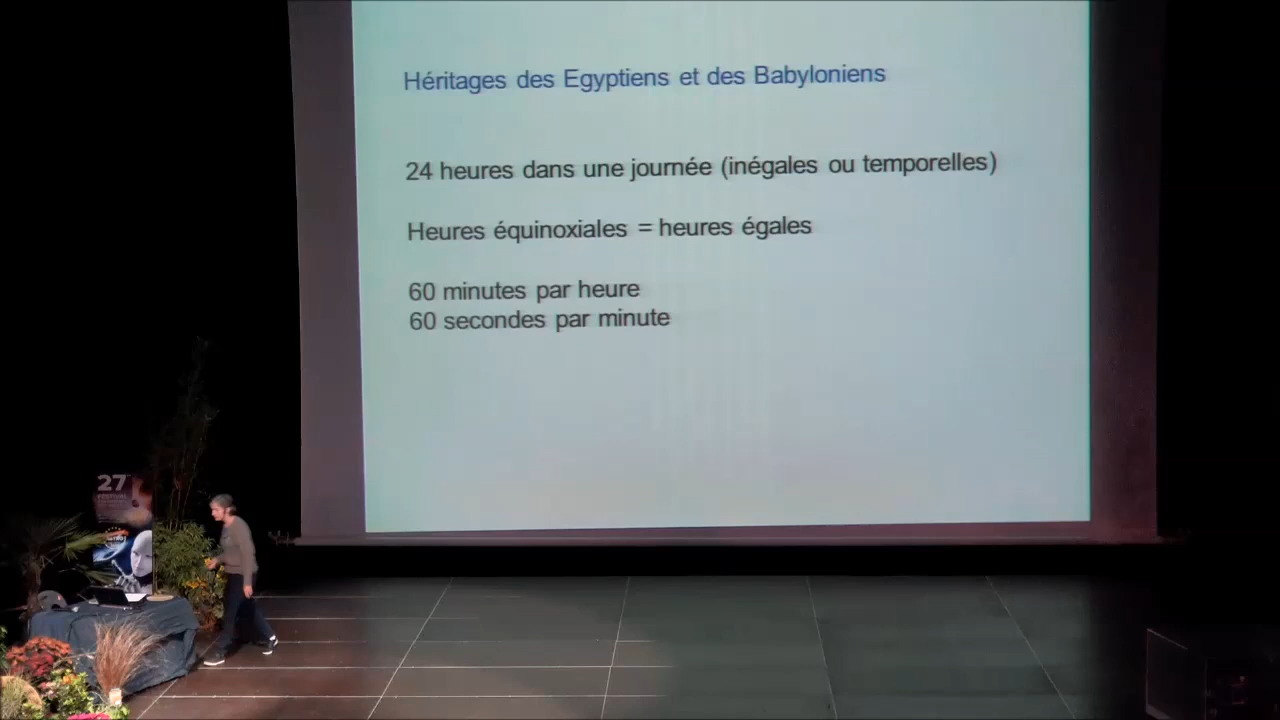 Héritages des Egyptiens et des Babyloniens
24 heures dans une journée (inégales ou temporelles)
Heures équinoxiales = heures égales
60 minutes par heure
60 secondes par minute
27
FESTIVAL